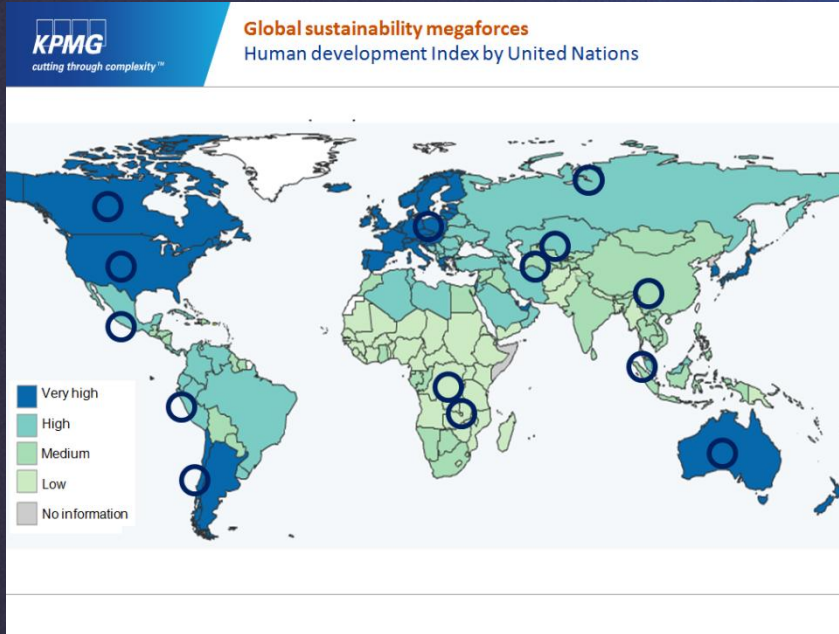 KPMG
cutting through complexity™
Global sustainability megaforces
Human development Index by United Nations
Very high
High
Medium
Low
No information